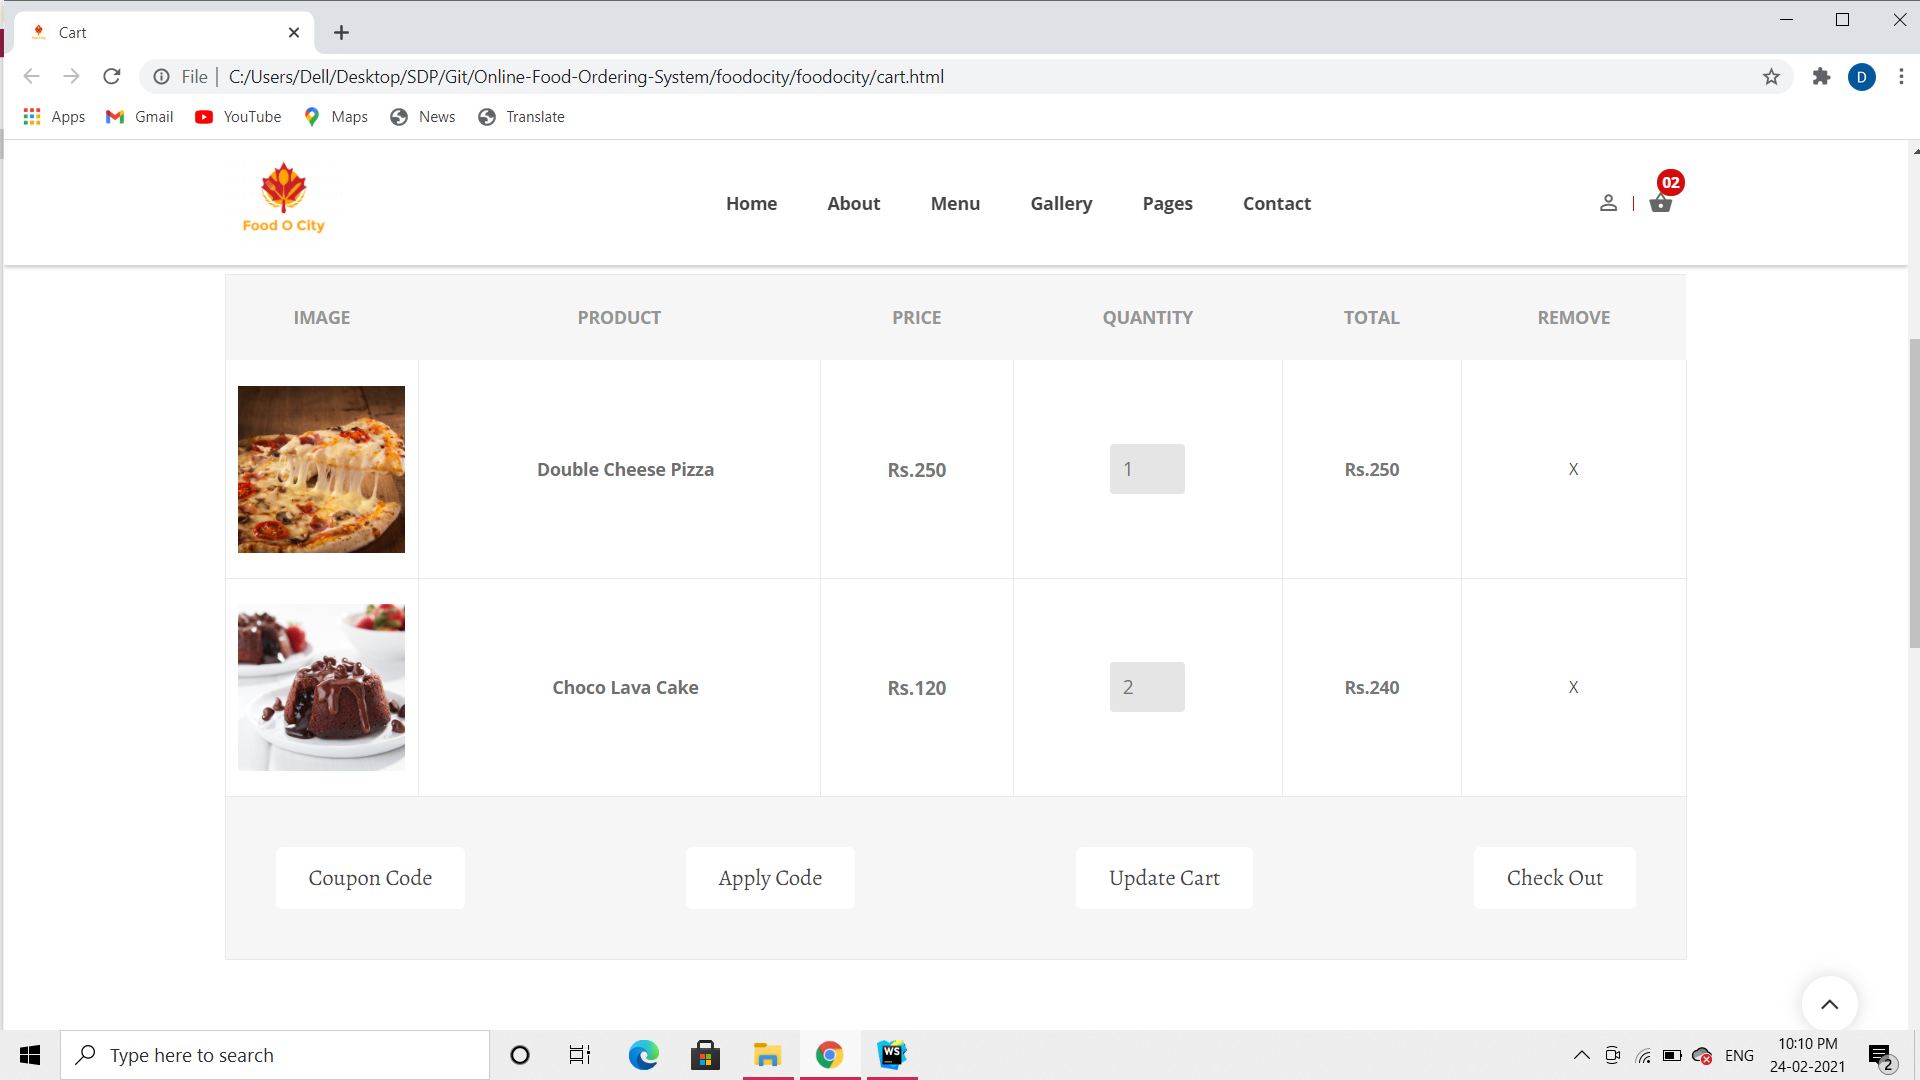 Cart
File | C:/Users/Dell/Desktop/SDP/Git/Online-Food-Ordering-System/foodocity/foodocity/cart.html
D
Apps Gmail YouTube Maps News Translate
Food O City
Home About Menu Gallery Pages Contact
02
IMAGE PRODUCT PRICE QUANTITY TOTAL REMOVE
Double Cheese Pizza Rs.250 1 Rs.250 X
Choco Lava Cake Rs.120 2 Rs.240 X
Coupon Code Apply Code Update Cart Check Out
Type here to search
WS
ENG
10:10 PM
24-02-2021
2